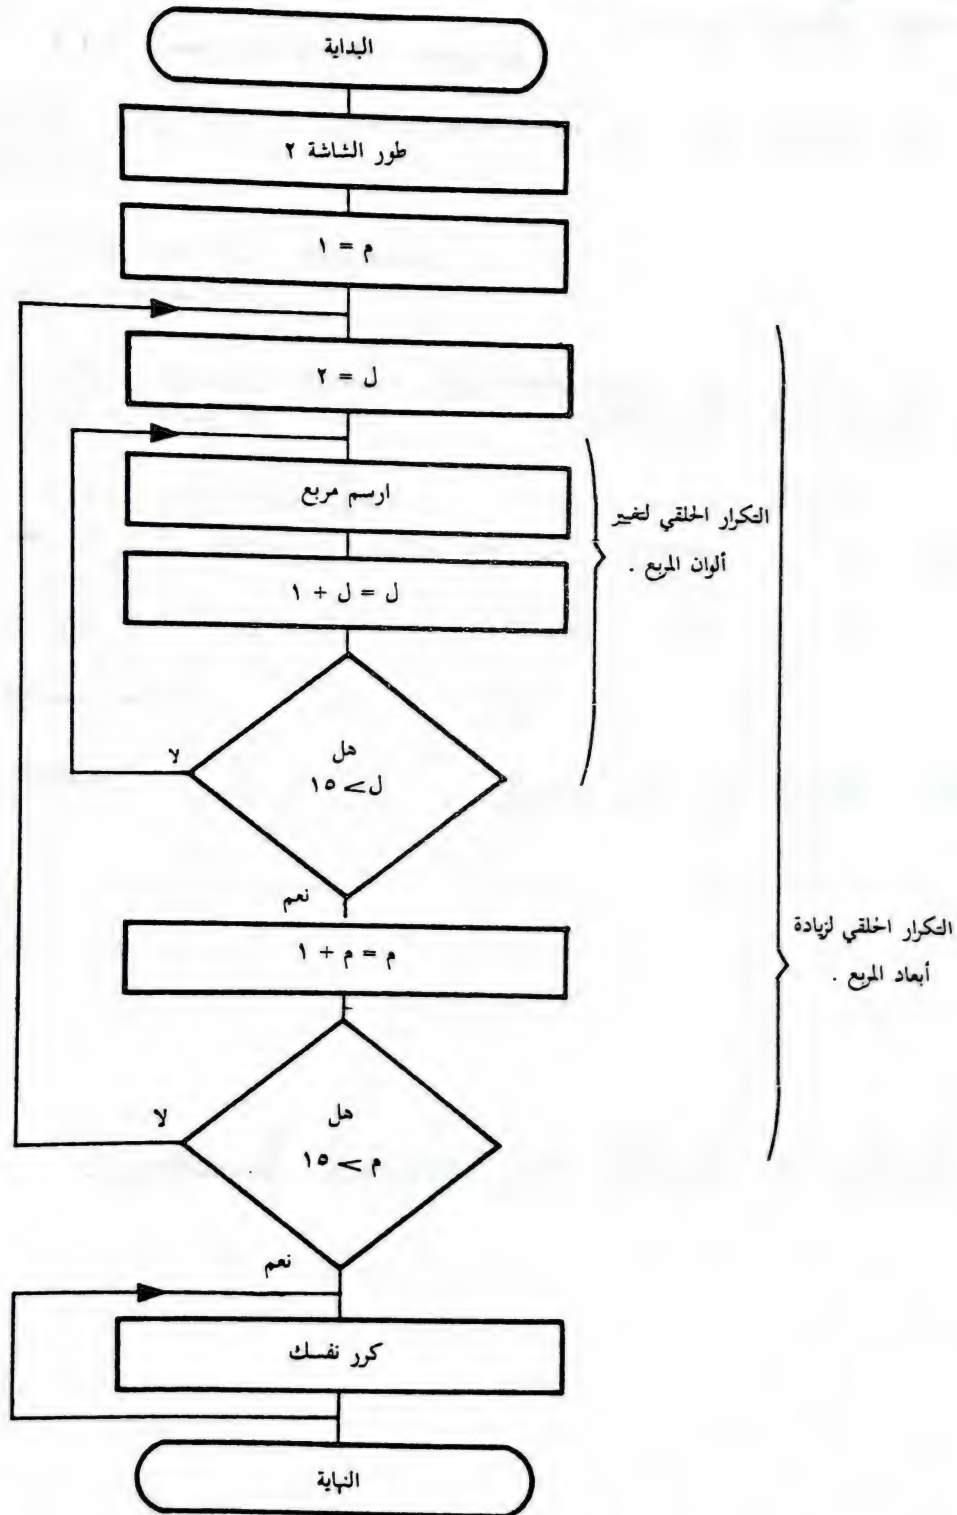 البداية
طور الشاشة ٢
م = ١
ل = ٢
ارسم مربع
ل = ل + ١
التكرار الحلقي لتغيير
ألوان المربع .
هل
ل > ١٥
لا
نعم
م = م + ١
التكرار الحلقي لزيادة
أبعاد المربع .
هل
م > ١٥
لا
نعم
كرر نفسك
النهاية